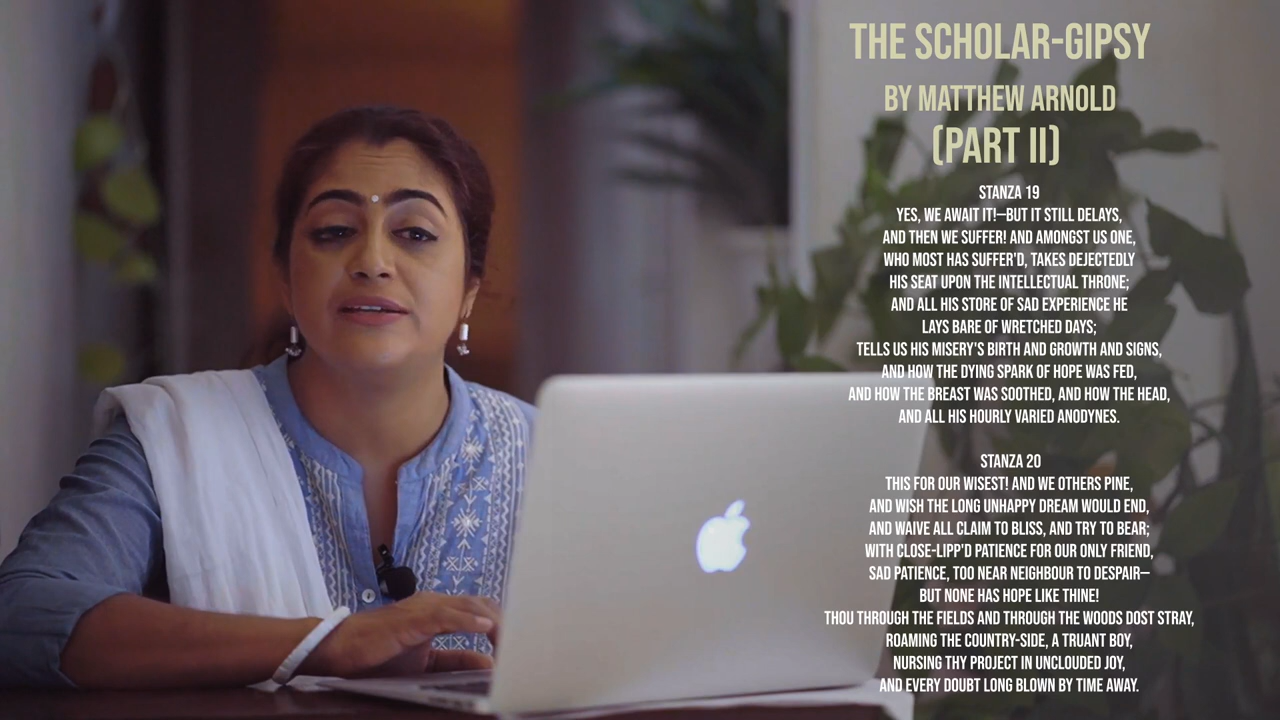 THE SCHOLAR-GIPSY
BY MATTHEW ARNOLD
(PART II)
STANZA 19
YES, WE AWAIT IT!—BUT IT STILL DELAYS,
AND THEN WE SUFFER! AND AMONGST US ONE,
WHO MOST HAS SUFFER'D, TAKES DEJECTEDLY
HIS SEAT UPON THE INTELLECTUAL THRONE;
AND ALL HIS STORE OF SAD EXPERIENCE HE
LAYS BARE OF WRETCHED DAYS;
TELLS US HIS MISERY'S BIRTH AND GROWTH AND SIGNS,
AND HOW THE DYING SPARK OF HOPE WAS FED,
AND HOW THE BREAST WAS SOOTHED, AND HOW THE HEAD,
AND ALL HIS HOURLY VARIED ANODYNES.
STANZA 20
THIS FOR OUR WISEST! AND WE OTHERS PINE,
AND WISH THE LONG UNHAPPY DREAM WOULD END,
AND WAIVE ALL CLAIM TO BLISS, AND TRY TO BEAR;
WITH CLOSE-LIPP'D PATIENCE FOR OUR ONLY FRIEND,
SAD PATIENCE, TOO NEAR NEIGHBOUR TO DESPAIR—
BUT NONE HAS HOPE LIKE THINE!
THOU THROUGH THE FIELDS AND THROUGH THE WOODS DOST STRAY,
ROAMING THE COUNTRY-SIDE, A TRUANT BOY,
NURSING THY PROJECT IN UNCLOUDED JOY,
AND EVERY DOUBT LONG BLOWN BY TIME AWAY.